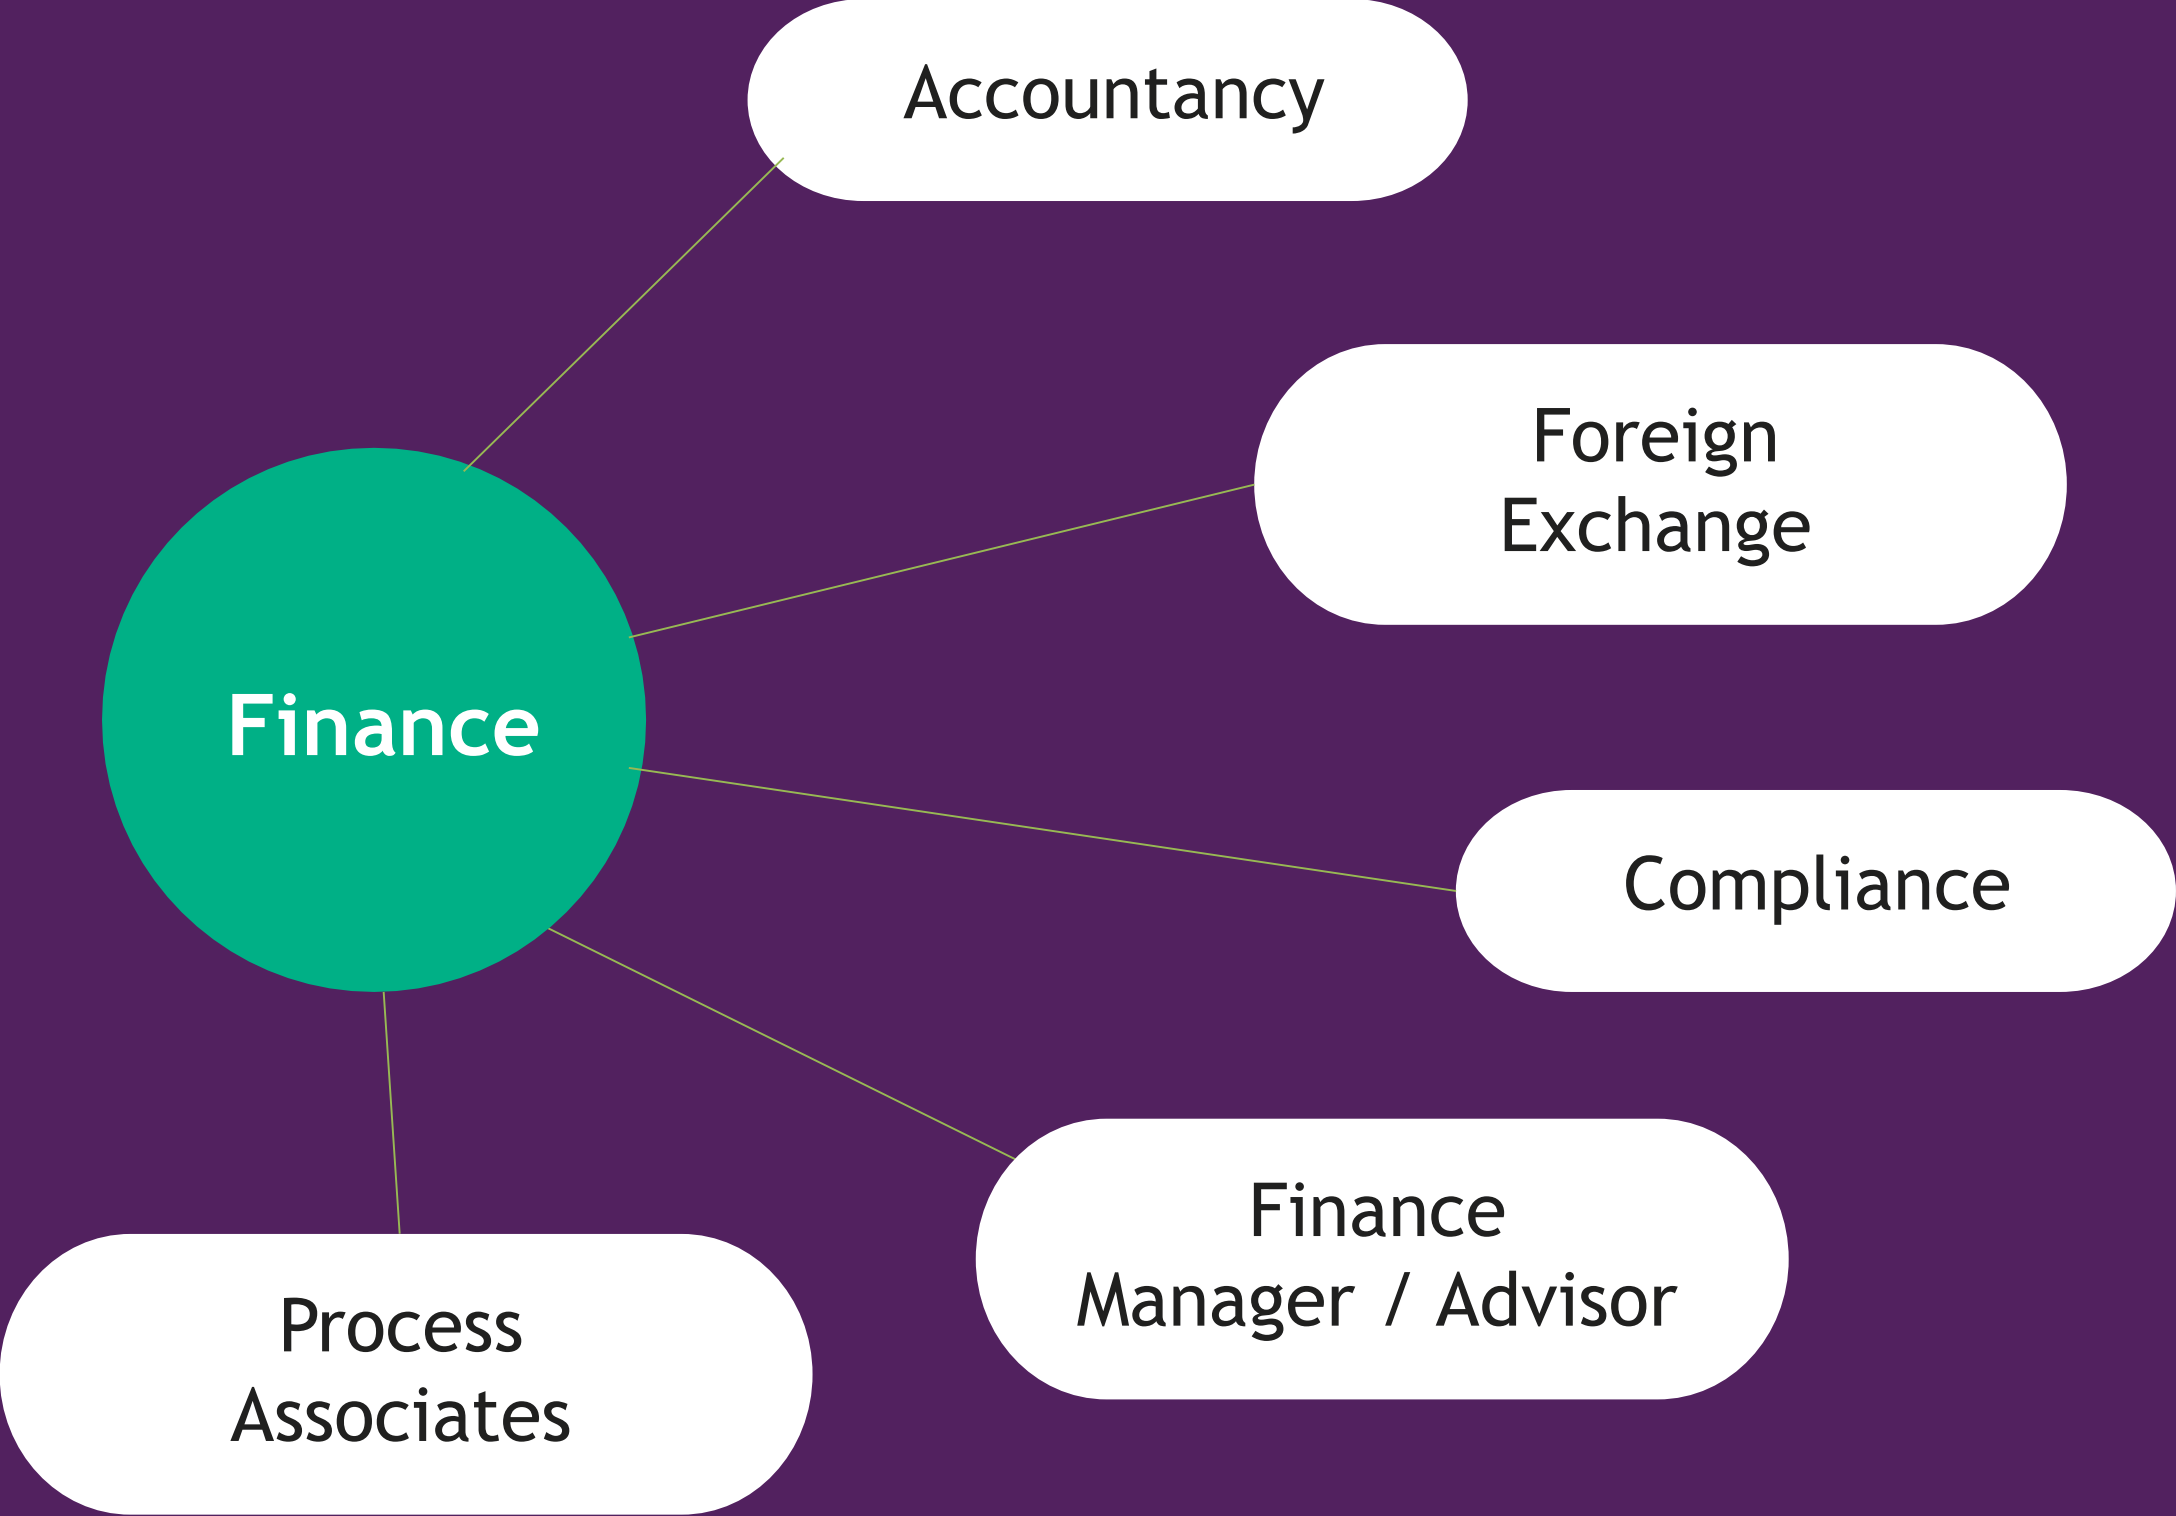 Accountancy
Foreign
Exchange
Finance
Compliance
Finance
Manager / Advisor
Process
Associates